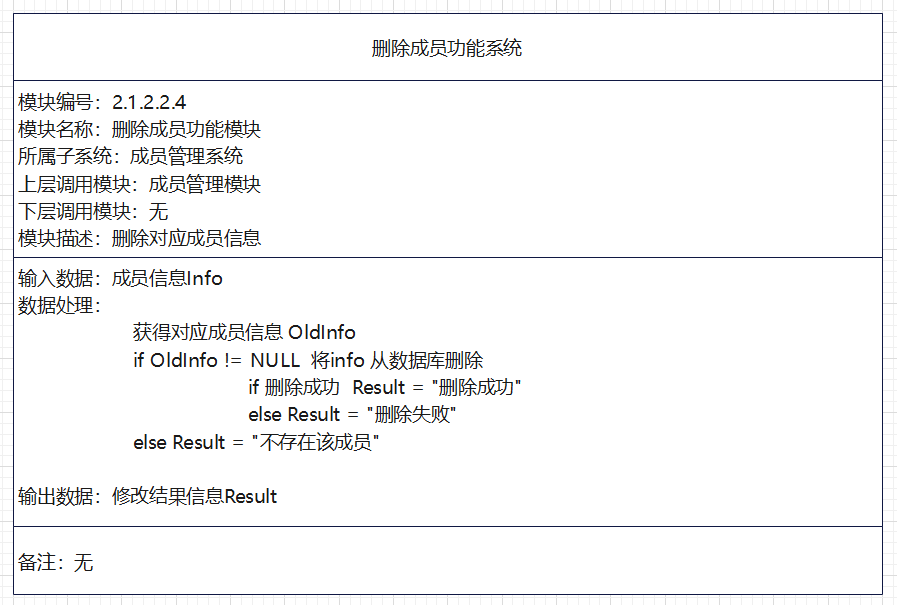 删除成员功能系统
模块编号：2.1.2.2.4
模块名称：删除成员功能模块
所属子系统：成员管理系统
上层调用模块：成员管理模块
下层调用模块：无
模块描述：删除对应成员信息
输入数据：成员信息Info
数据处理：
获得对应成员信息 OldInfo
if OldInfo != NULL 将info 从数据库删除
if 删除成功 Result = "删除成功"
else Result = "删除失败"
else Result = "不存在该成员"
输出数据：修改结果信息Result
备注：无